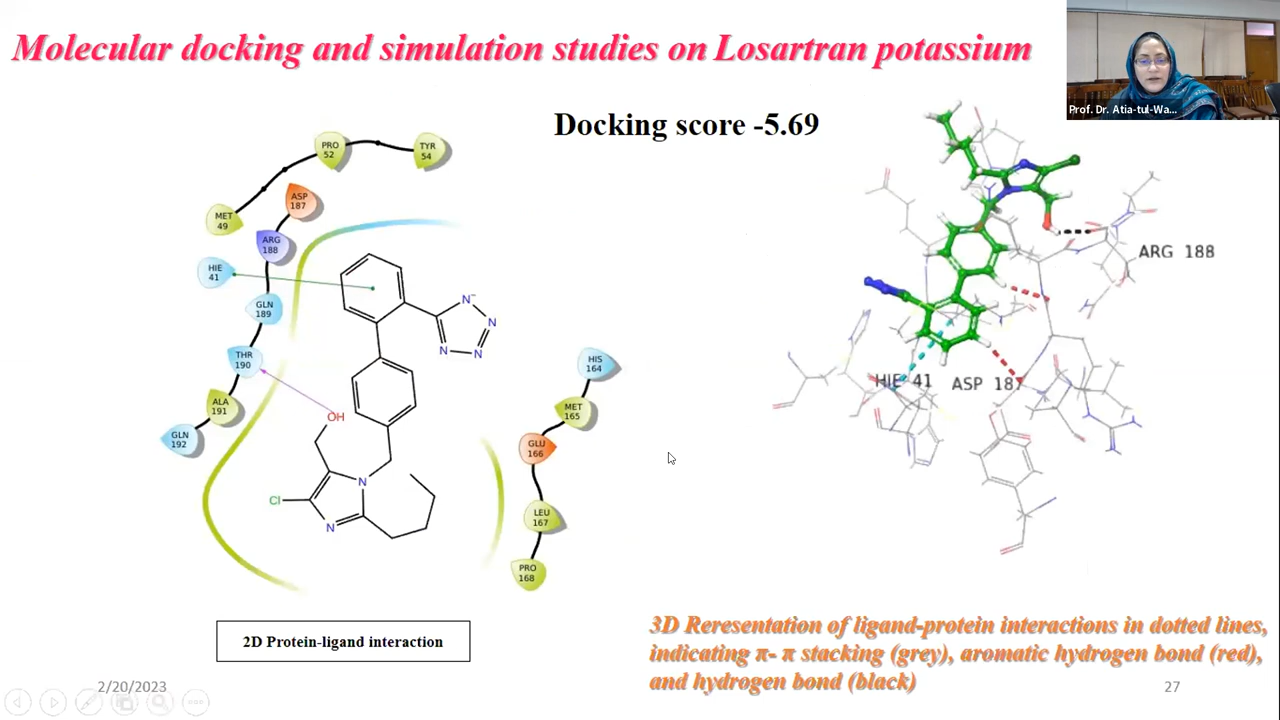 Molecular docking and simulation studies on Losartran potassium
Prof. Dr. Atia-tul-Wa...
Docking score -5.69
PRO
52
TYR
54
ASP
187
MET
49
ARG
188
HIE
41
GLN
189
THR
190
ALA
191
GLN
192
N⁻
N
N
N
OH
Cl
N
N
HIS
164
MET
165
GLU
166
LEU
167
PRO
168
ARG 188
HIE 41
ASP 187
2D Protein-ligand interaction
3D Reresentation of ligand-protein interactions in dotted lines,
indicating π- π stacking (grey), aromatic hydrogen bond (red),
and hydrogen bond (black)
2/20/2023
27